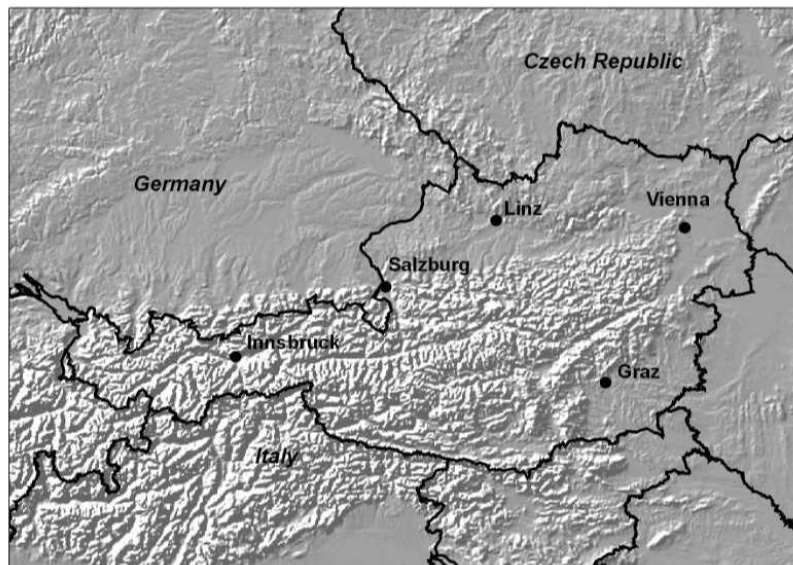 Czech Republic
Germany
Linz
Vienna
Salzburg
Innsbruck
Graz
Italy